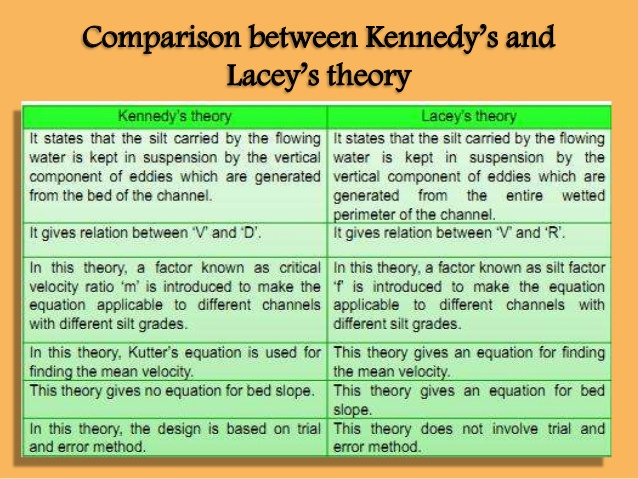 Comparison between Kennedy's and
Lacey's theory
Kennedy's theory
Lacey's theory
It states that the silt carried by the flowing
water is kept in suspension by the vertical
component of eddies which are generated
from the bed of the channel.
It states that the silt carried by the flowing
water is kept in suspension by the
vertical component of eddies which are
generated from the entire wetted
perimeter of the channel.
It gives relation between 'V' and 'D'.
It gives relation between 'V' and 'R'.
In this theory, a factor known as critical
velocity ratio 'm' is introduced to make the
equation applicable to different channels
with different silt grades.
In this theory, a factor known as silt factor
'f' is introduced to make the equation
applicable to different channels with
different silt grades.
In this theory, Kutter's equation is used for
finding the mean velocity.
This theory gives an equation for finding
the mean velocity.
This theory gives no equation for bed slope.
This theory gives an equation for bed
slope.
In this theory, the design is based on trial
and error method.
This theory does not involve trial and
error method.